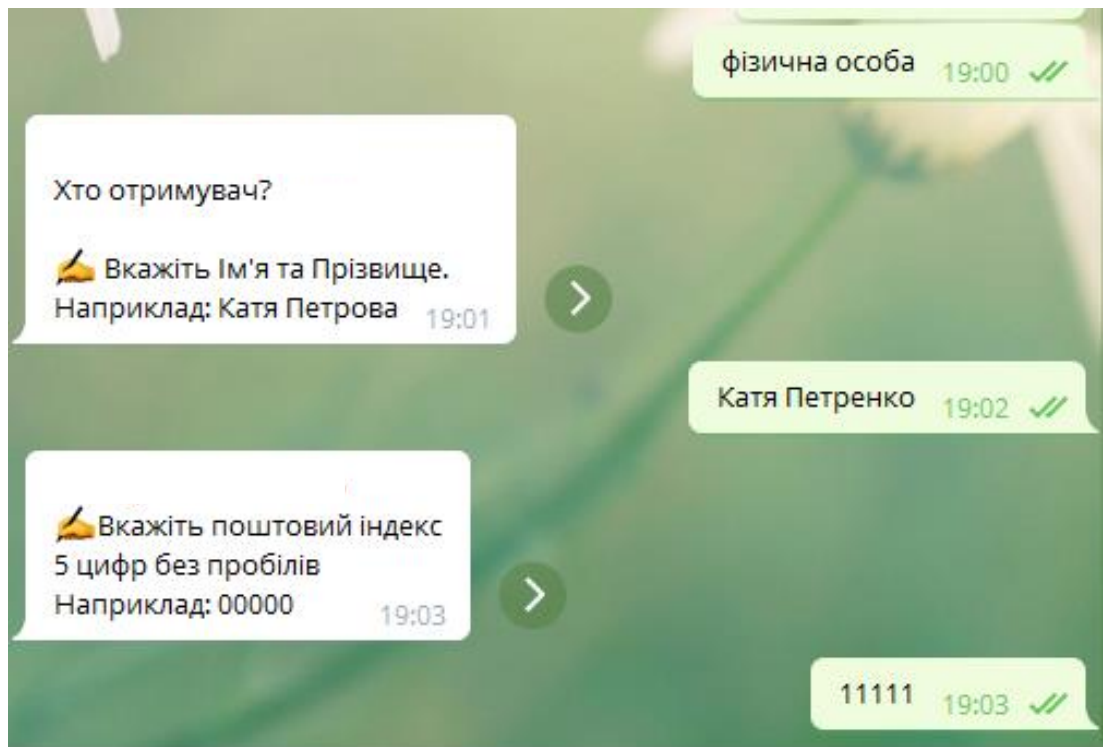 фізична особа 19:00
Хто отримувач?
✍ Вкажіть Ім'я та Прізвище.
Наприклад: Катя Петрова 19:01
Катя Петренко 19:02
✍Вкажіть поштовий індекс
5 цифр без пробілів
Наприклад: 00000 19:03
11111 19:03